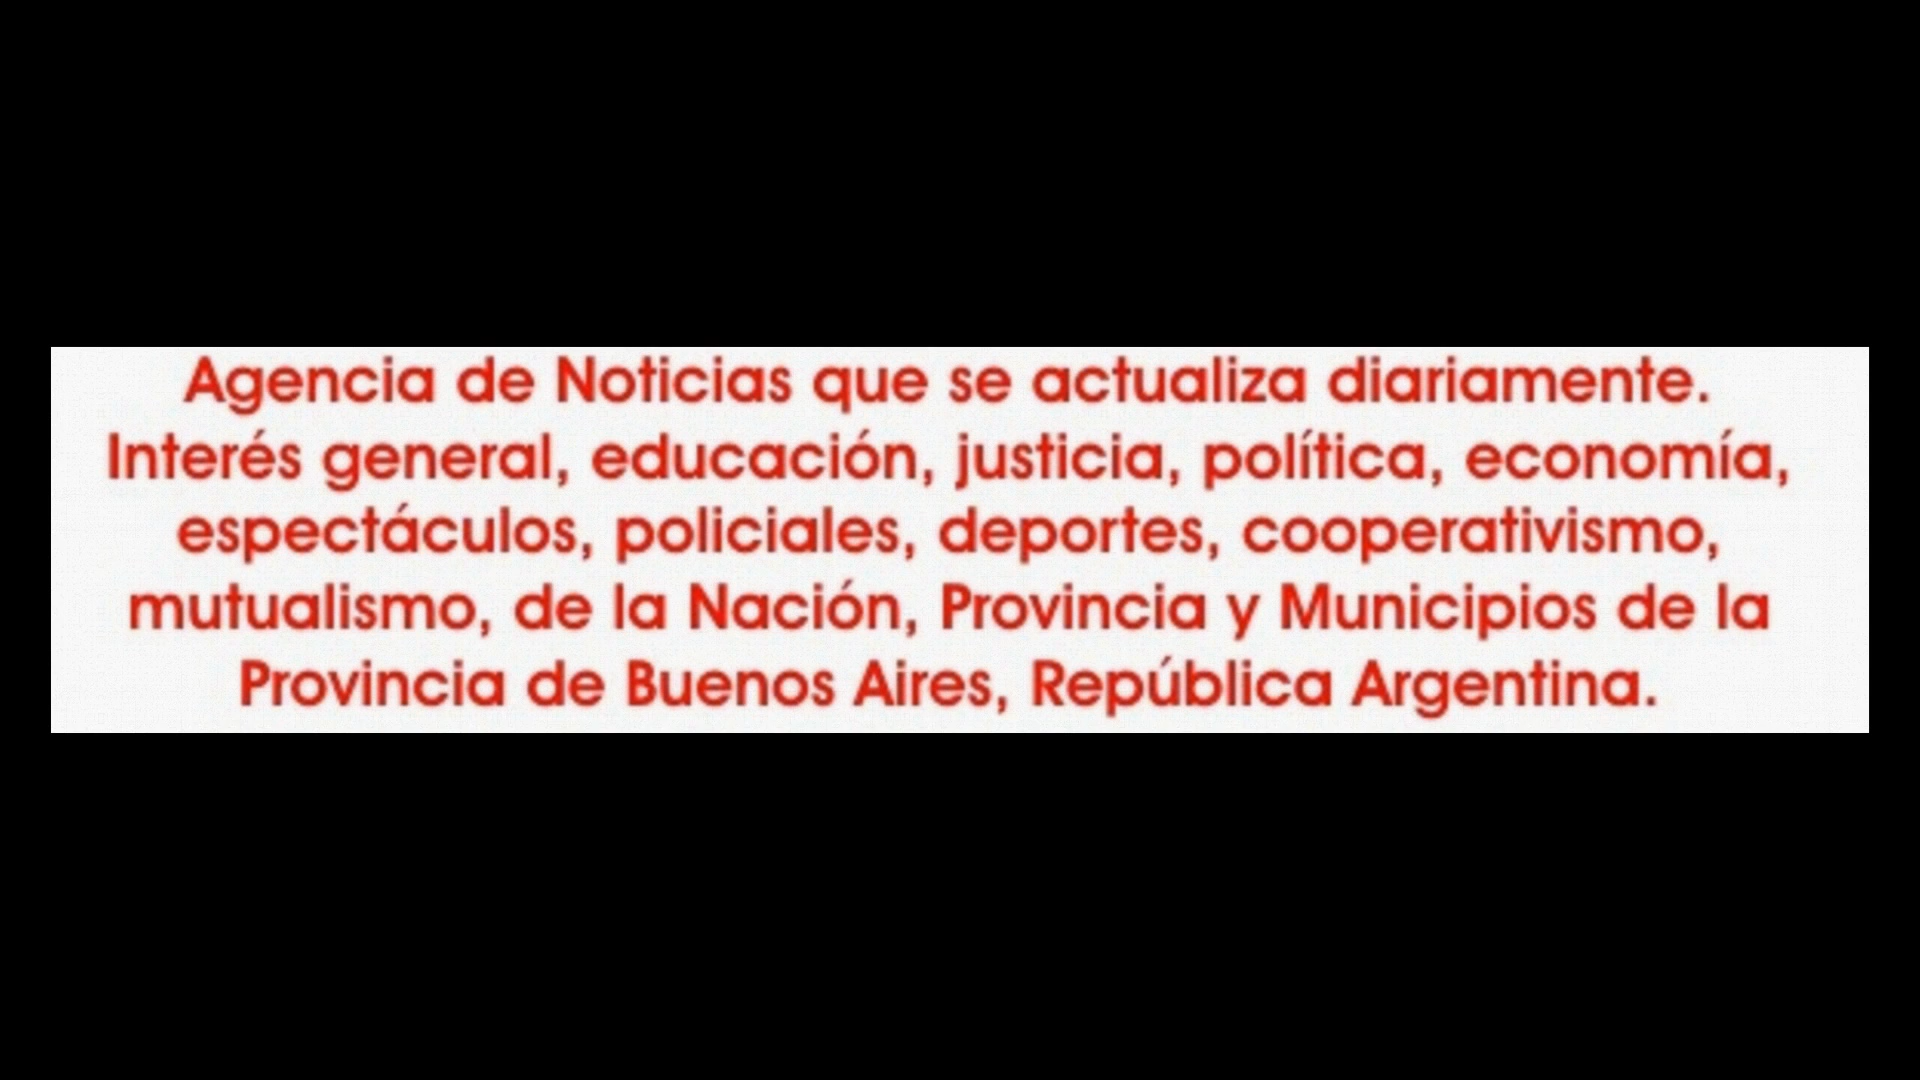 Agencia de Noticias que se actualiza diariamente.
Interés general, educación, justicia, política, economía,
espectáculos, policiales, deportes, cooperativismo,
mutualismo, de la Nación, Provincia y Municipios de la
Provincia de Buenos Aires, República Argentina.